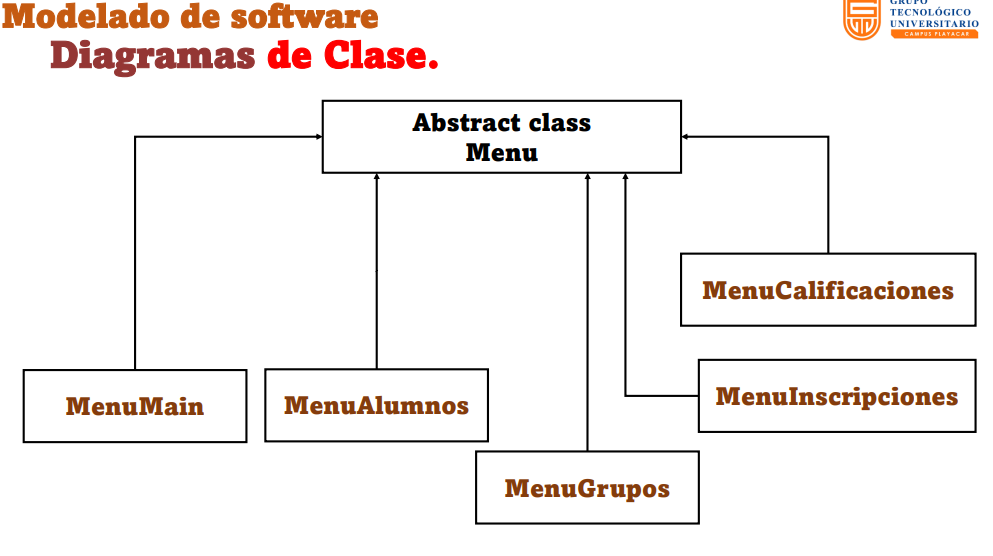 Modelado de software
Diagramas de Clase.
GRUPO
TECNOLÓGICO
UNIVERSITARIO
CAMPUS PLAYACAR
Abstract class
Menu
MenuCalificaciones
MenuInscripciones
MenuMain
MenuAlumnos
MenuGrupos